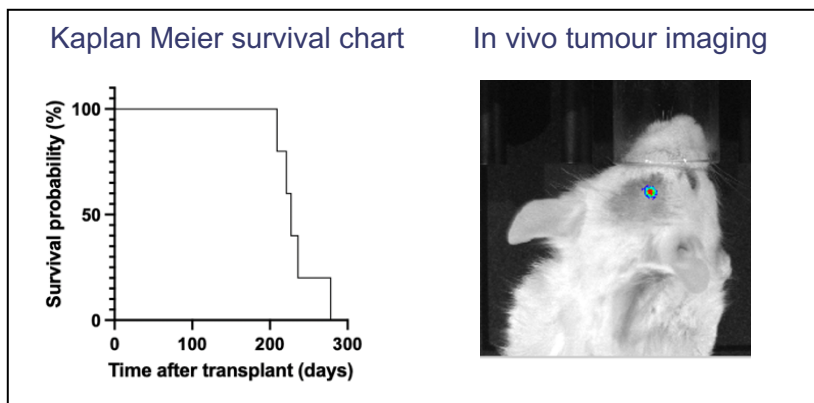 Kaplan Meier survival chart
In vivo tumour imaging
Survival probability (%)
100
50
0
0 100 200 300
Time after transplant (days)